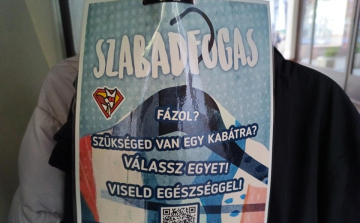 SZABADFOGAS
FÁZOL?
SZÜKSÉGED VAN EGY KABÁTRA?
VÁLASSZ EGYET!
VISELD EGÉSZSÉGGEL!